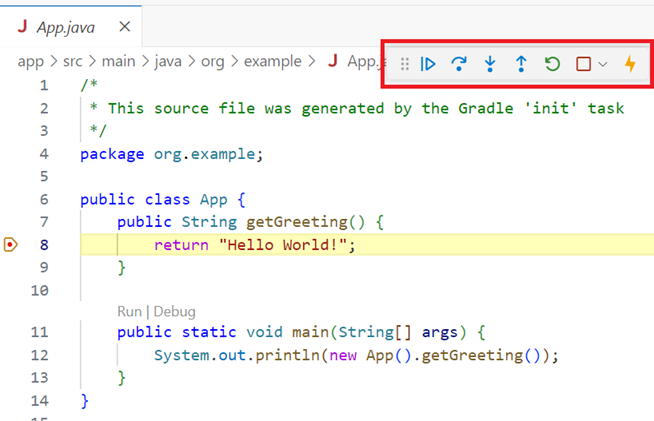 J App.java ×
app > src > main > java > org > example > J App.ja
1 /*
2  * This source file was generated by the Gradle 'init' task
3  */
4 package org.example;
5
6 public class App {
7     public String getGreeting() {
8         return "Hello World!";
9     }
10
Run | Debug
11     public static void main(String[] args) {
12         System.out.println(new App().getGreeting());
13     }
14 }